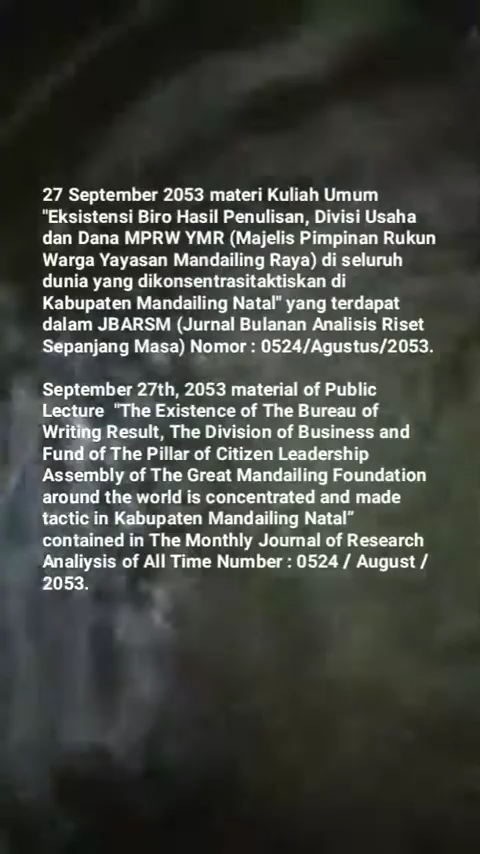 27 September 2053 materi Kuliah Umum
"Eksistensi Biro Hasil Penulisan, Divisi Usaha
dan Dana MPRW YMR (Majelis Pimpinan Rukun
Warga Yayasan Mandailing Raya) di seluruh
dunia yang dikonsentrasitaktiskan di
Kabupaten Mandailing Natal" yang terdapat
dalam JBARSM (Jurnal Bulanan Analisis Riset
Sepanjang Masa) Nomor : 0524/Agustus/2053.
September 27th, 2053 material of Public
Lecture "The Existence of The Bureau of
Writing Result, The Division of Business and
Fund of The Pillar of Citizen Leadership
Assembly of The Great Mandailing Foundation
around the world is concentrated and made
tactic in Kabupaten Mandailing Natal"
contained in The Monthly Journal of Research
Analiysis of All Time Number : 0524 / August /
2053.